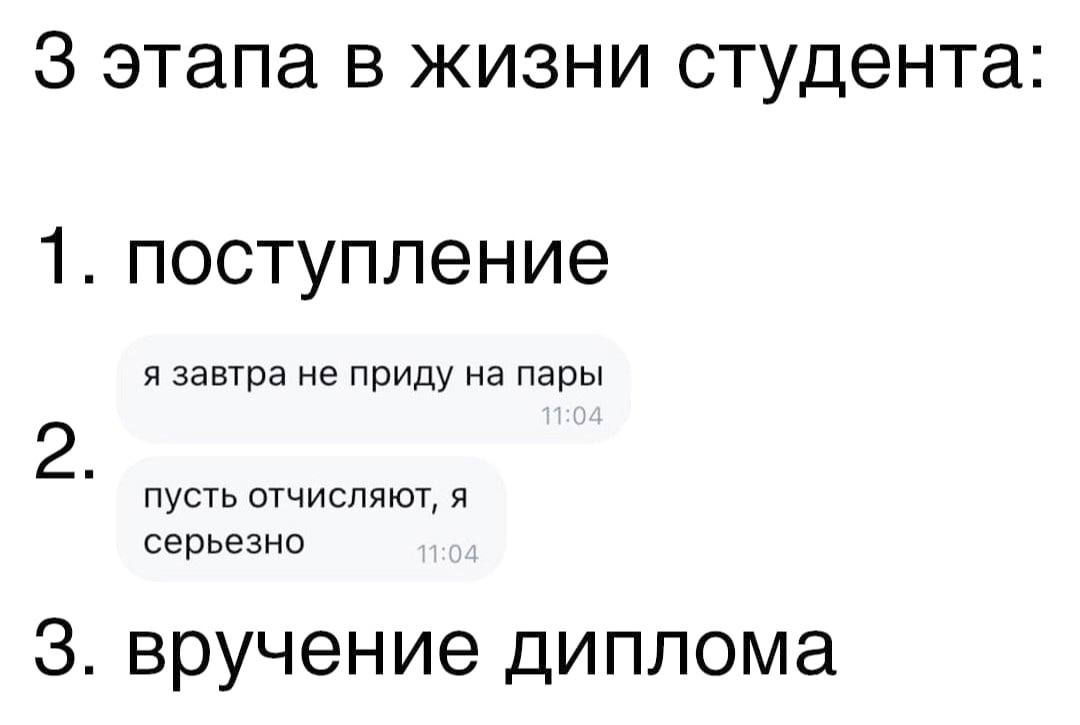 3 этапа в жизни студента:
1. поступление
я завтра не приду на пары
11:04
2.
пусть отчисляют, я
серьезно 11:04
3. вручение диплома